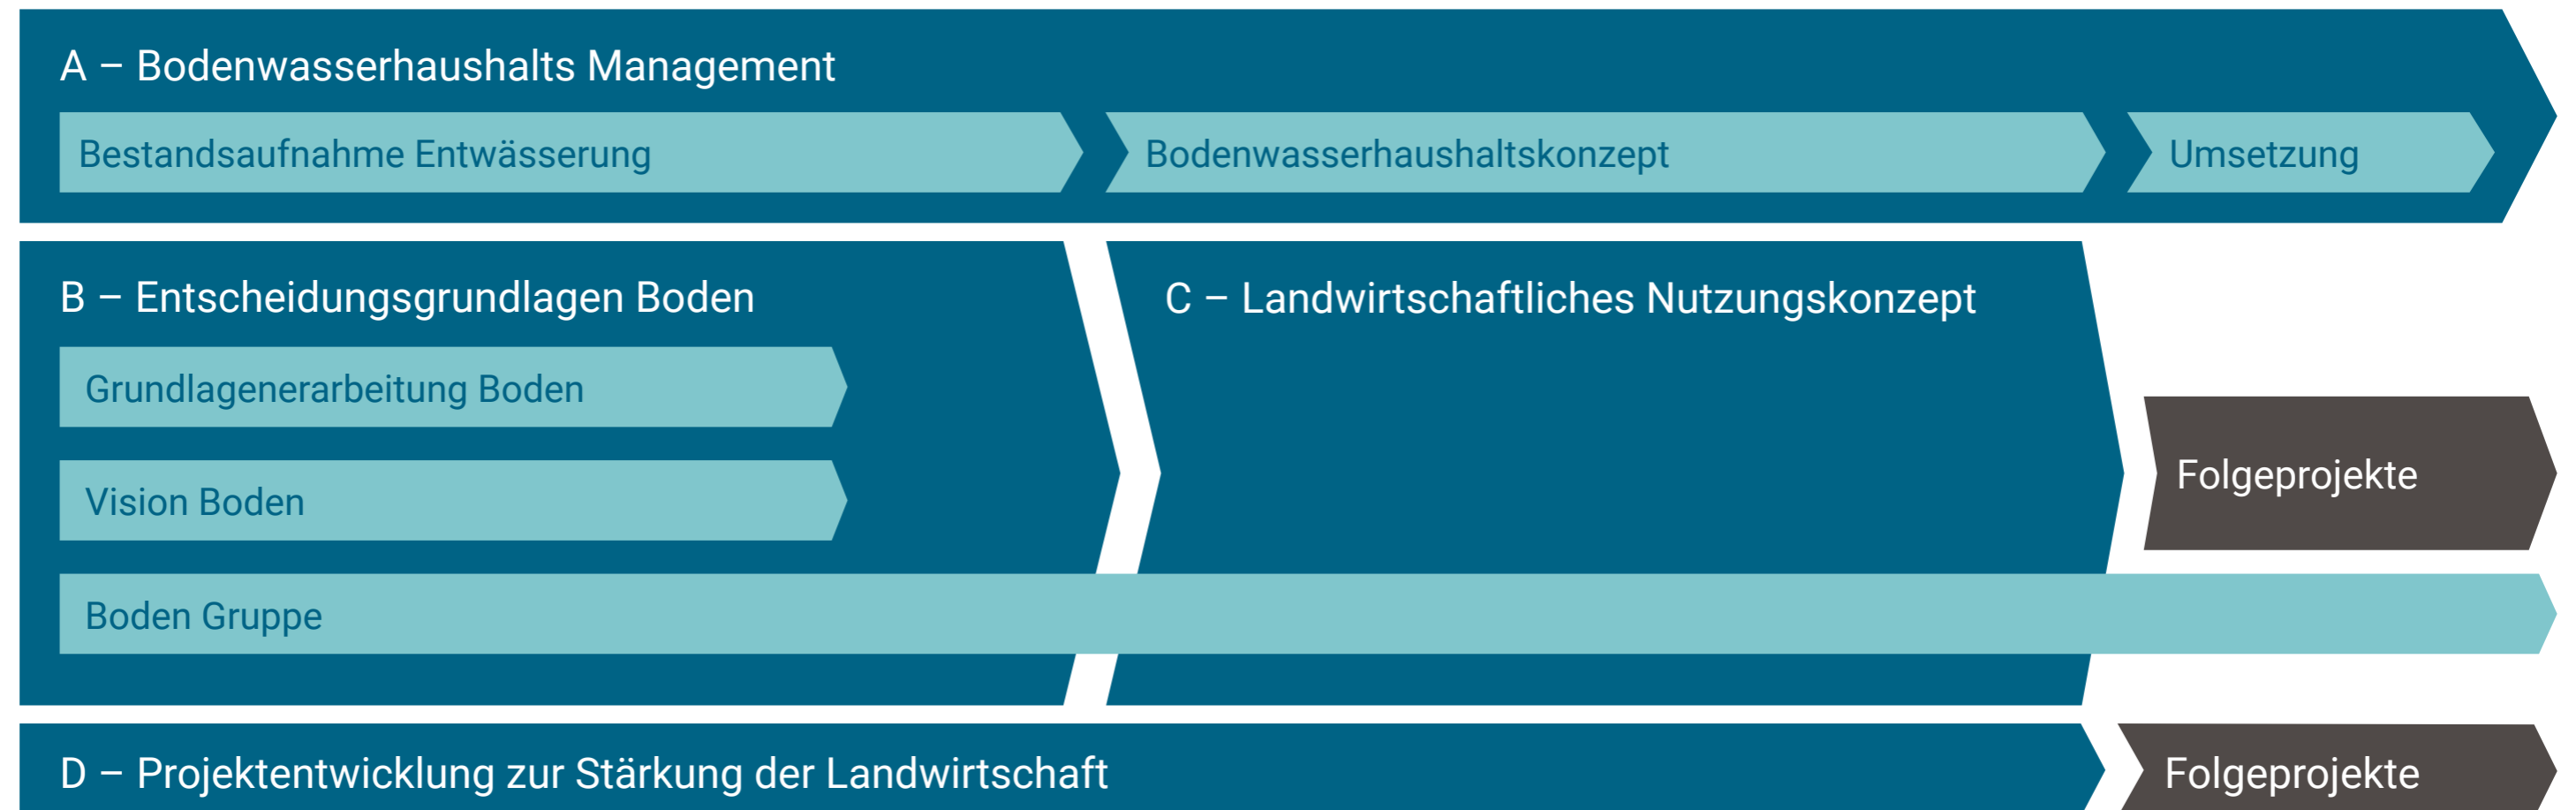 A – Bodenwasserhaushalts Management
Bestandsaufnahme Entwässerung
Bodenwasserhaushaltskonzept
Umsetzung
B – Entscheidungsgrundlagen Boden
Grundlagenerarbeitung Boden
Vision Boden
Boden Gruppe
C – Landwirtschaftliches Nutzungskonzept
Folgeprojekte
D – Projektentwicklung zur Stärkung der Landwirtschaft
Folgeprojekte